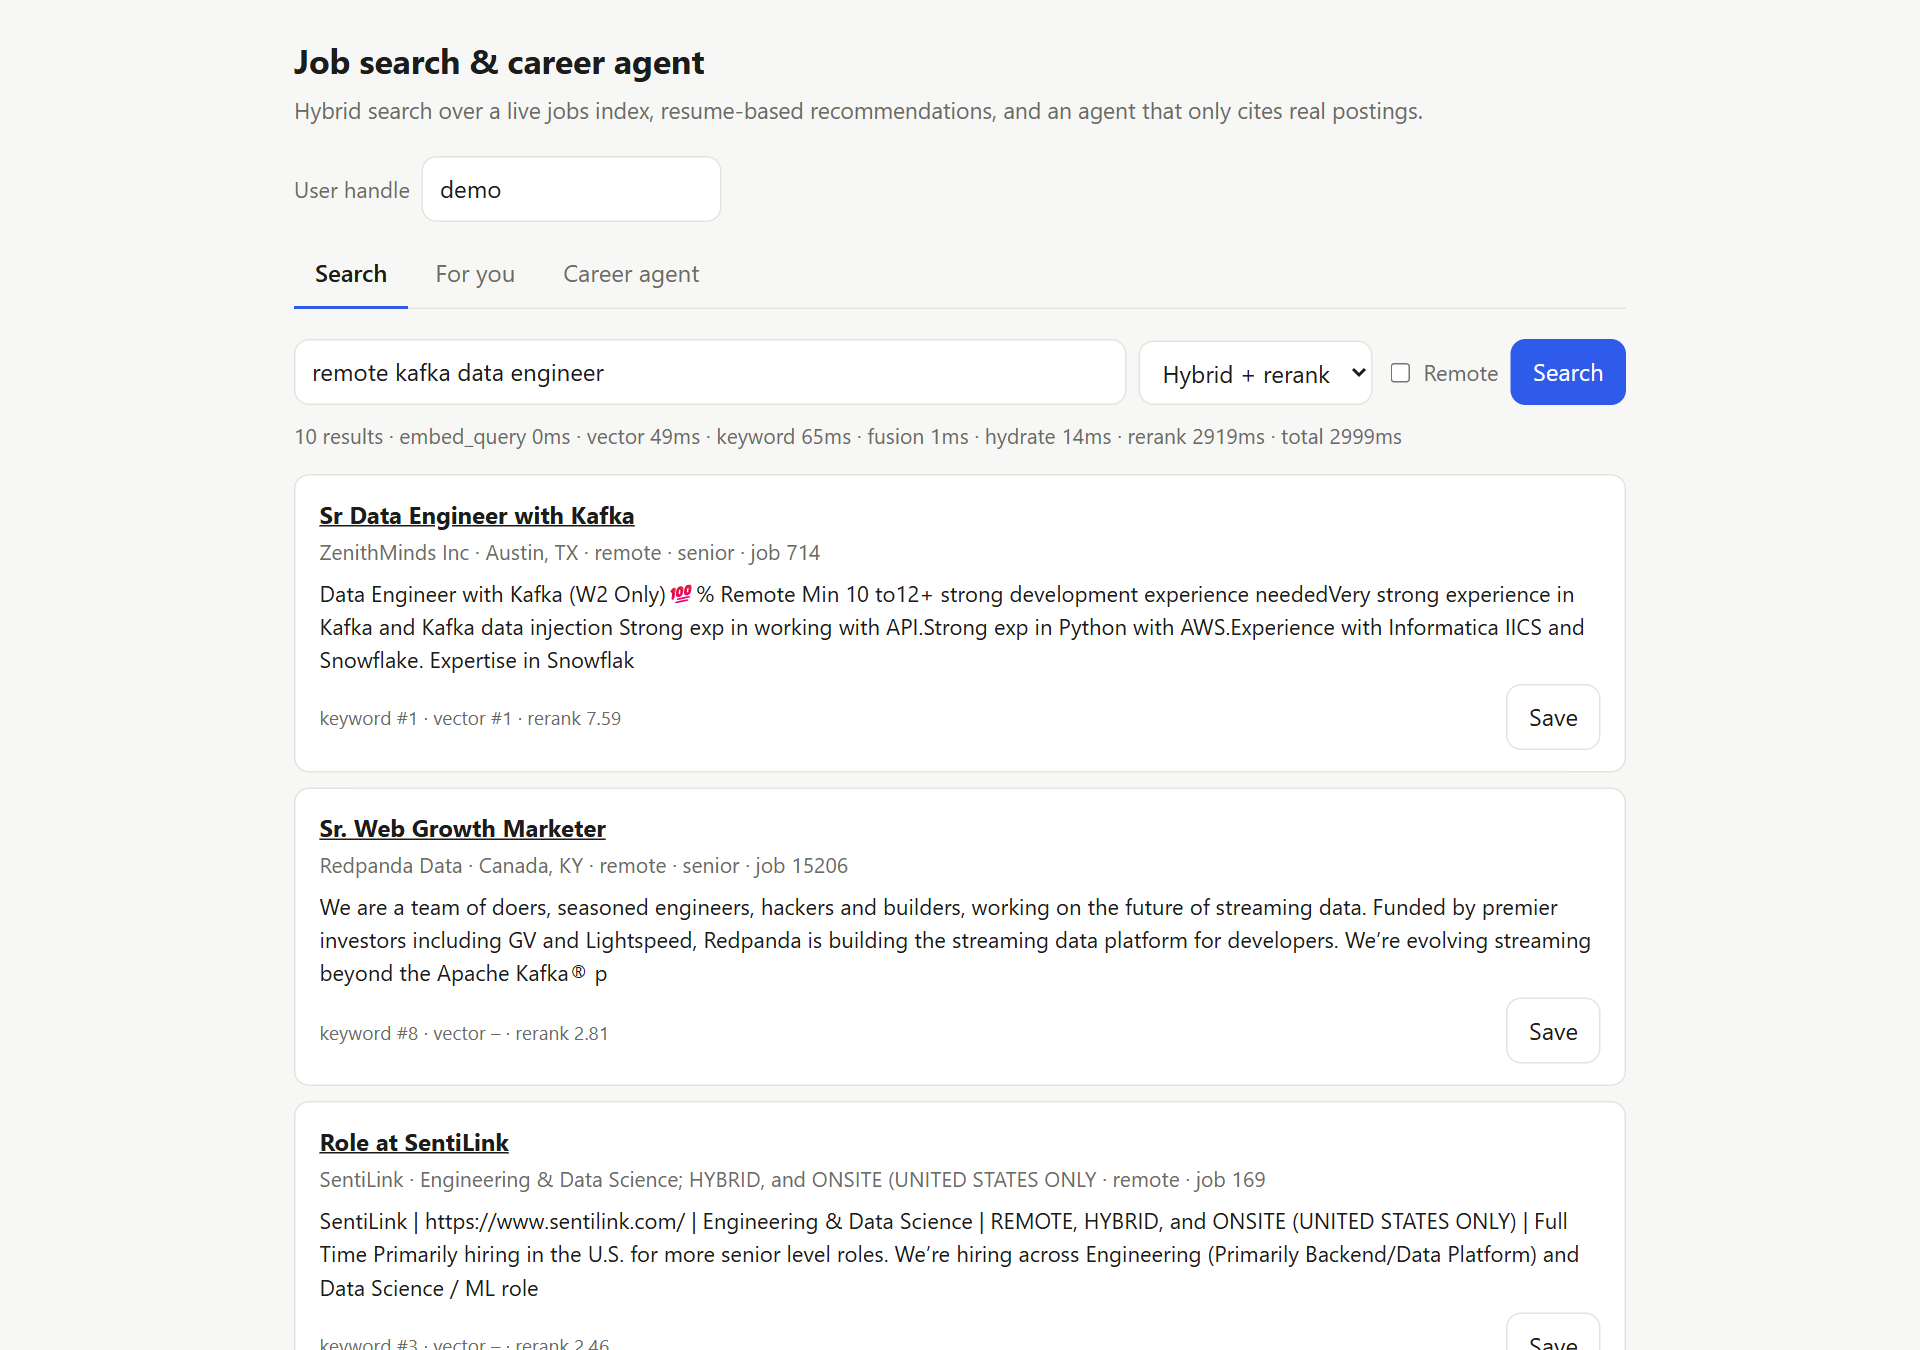 Job search & career agent
Hybrid search over a live jobs index, resume-based recommendations, and an agent that only cites real postings.
User handle demo
Search For you Career agent
remote kafka data engineer Hybrid + rerank Remote Search
10 results · embed_query 0ms · vector 49ms · keyword 65ms · fusion 1ms · hydrate 14ms · rerank 2919ms · total 2999ms
Sr Data Engineer with Kafka
ZenithMinds Inc · Austin, TX · remote · senior · job 714
Data Engineer with Kafka (W2 Only)💯 % Remote Min 10 to12+ strong development experience neededVery strong experience in
Kafka and Kafka data injection Strong exp in working with API.Strong exp in Python with AWS.Experience with Informatica IICS and
Snowflake. Expertise in Snowflak
keyword #1 · vector #1 · rerank 7.59 Save
Sr. Web Growth Marketer
Redpanda Data · Canada, KY · remote · senior · job 15206
We are a team of doers, seasoned engineers, hackers and builders, working on the future of streaming data. Funded by premier
investors including GV and Lightspeed, Redpanda is building the streaming data platform for developers. We’re evolving streaming
beyond the Apache Kafka® p
keyword #8 · vector – · rerank 2.81 Save
Role at SentiLink
SentiLink · Engineering & Data Science; HYBRID, and ONSITE (UNITED STATES ONLY · remote · job 169
SentiLink | https://www.sentilink.com/ | Engineering & Data Science | REMOTE, HYBRID, and ONSITE (UNITED STATES ONLY) | Full
Time Primarily hiring in the U.S. for more senior level roles. We’re hiring across Engineering (Primarily Backend/Data Platform) and
Data Science / ML role
keyword #3 · vector – · rerank 2.46 Save